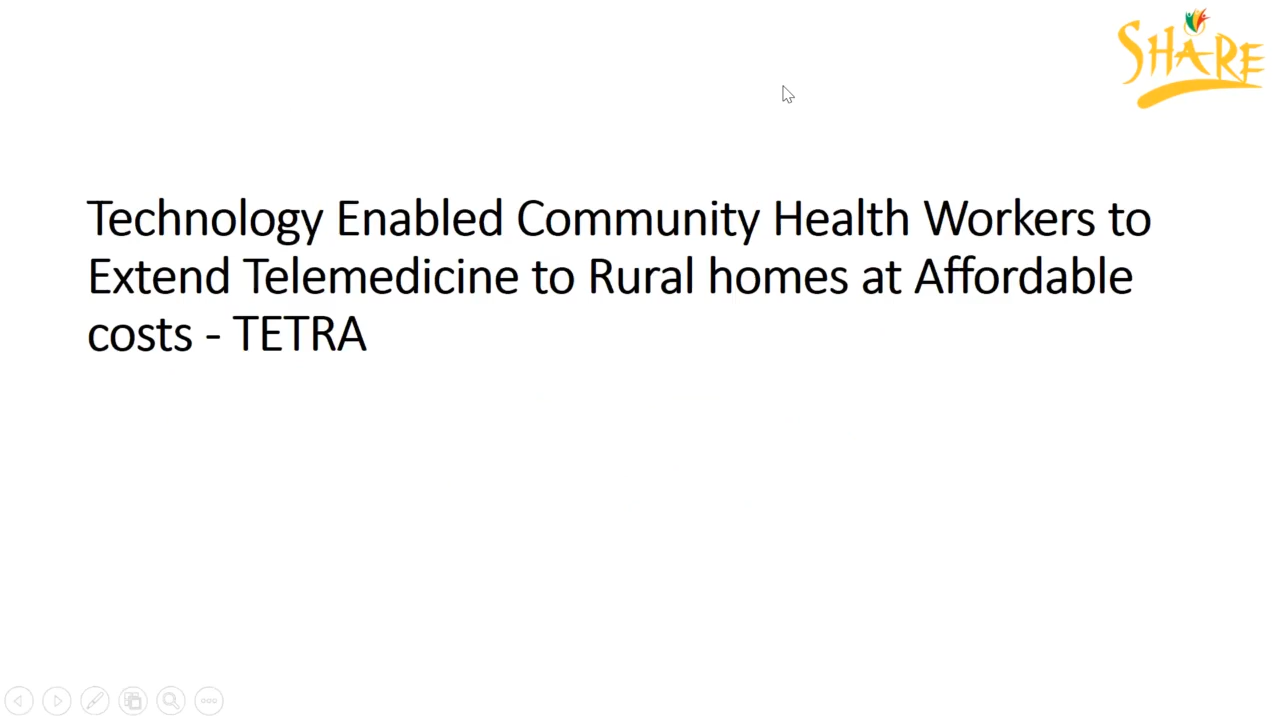 SHARE
Technology Enabled Community Health Workers to
Extend Telemedicine to Rural homes at Affordable
costs - TETRA